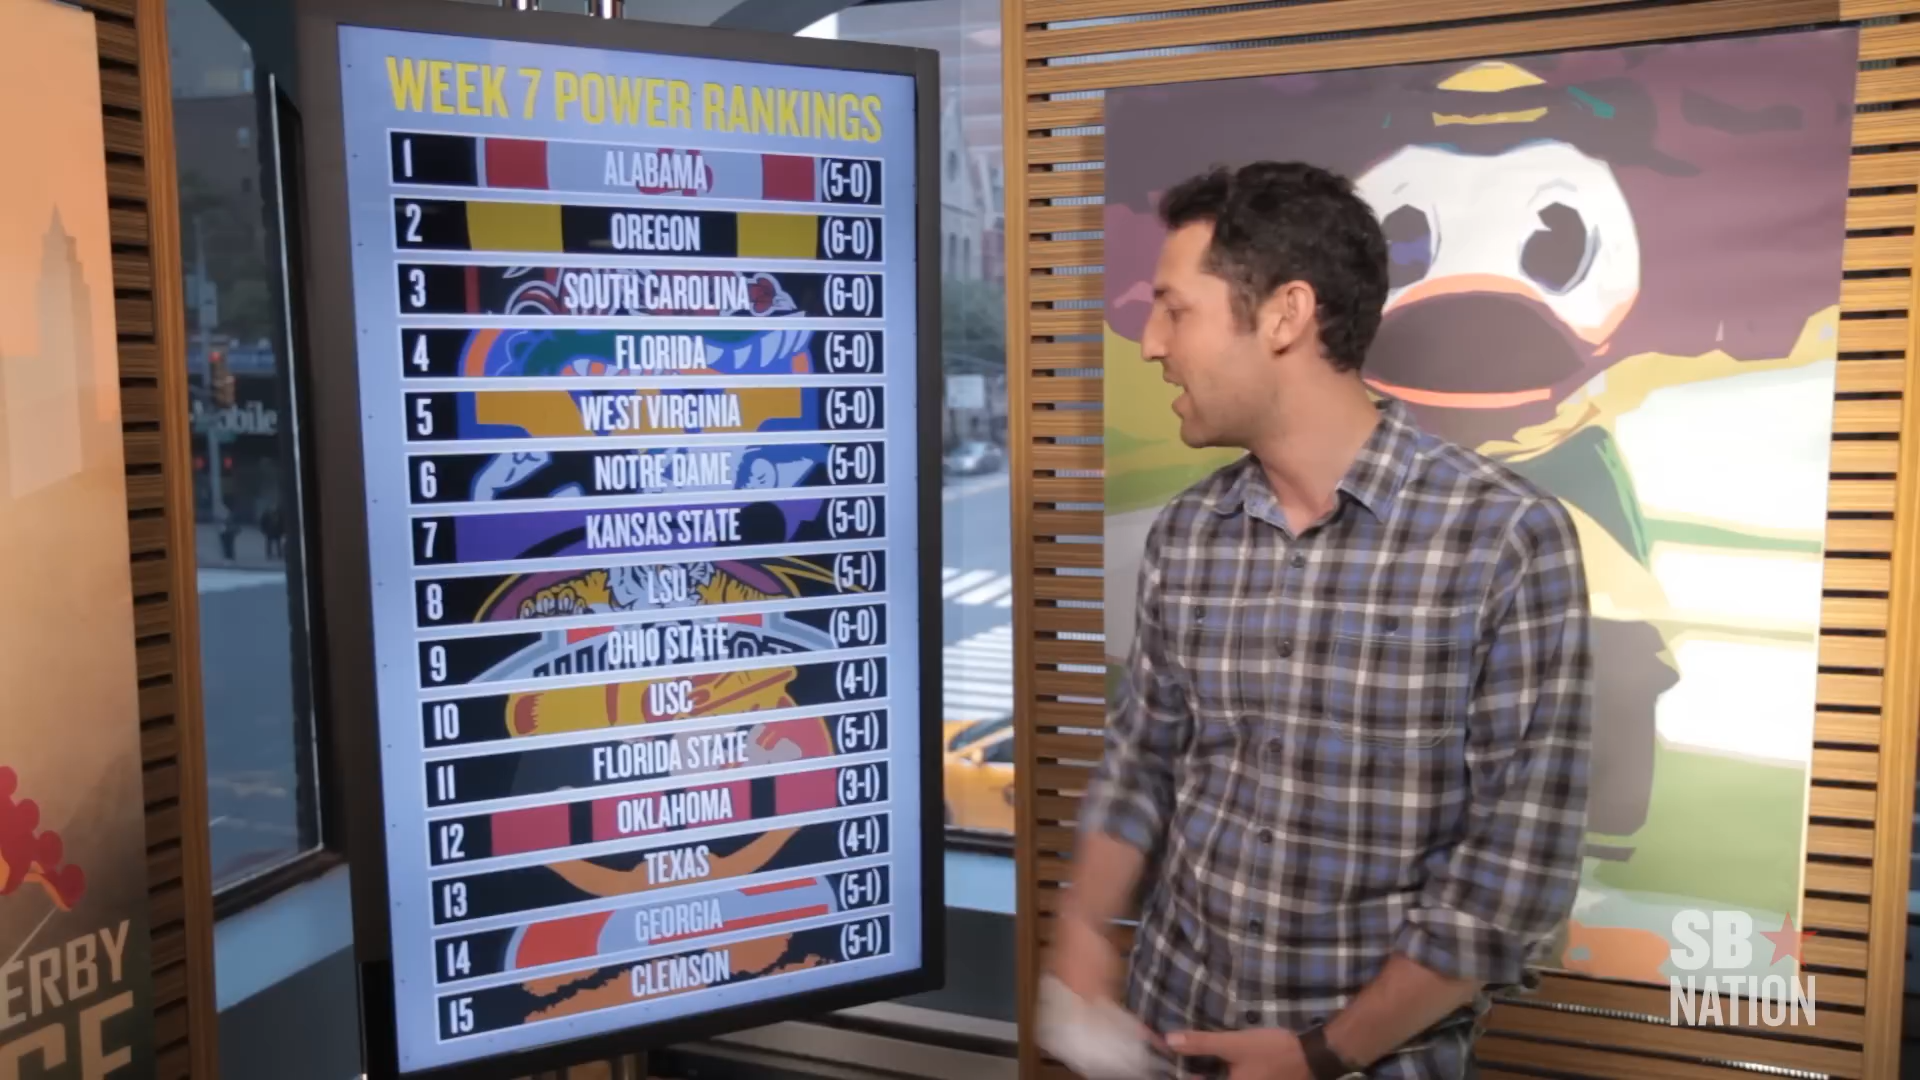 WEEK 7 POWER RANKINGS
1 ALABAMA (5-0)
2 OREGON (6-0)
3 SOUTH CAROLINA (6-0)
4 FLORIDA (5-0)
5 WEST VIRGINIA (5-0)
6 NOTRE DAME (5-0)
7 KANSAS STATE (5-0)
8 LSU (5-1)
9 OHIO STATE (6-0)
10 USC (4-1)
11 FLORIDA STATE (5-1)
12 OKLAHOMA (3-1)
13 TEXAS (4-1)
14 GEORGIA (5-1)
15 CLEMSON (5-1)
ERBY
CE
SB
NATION